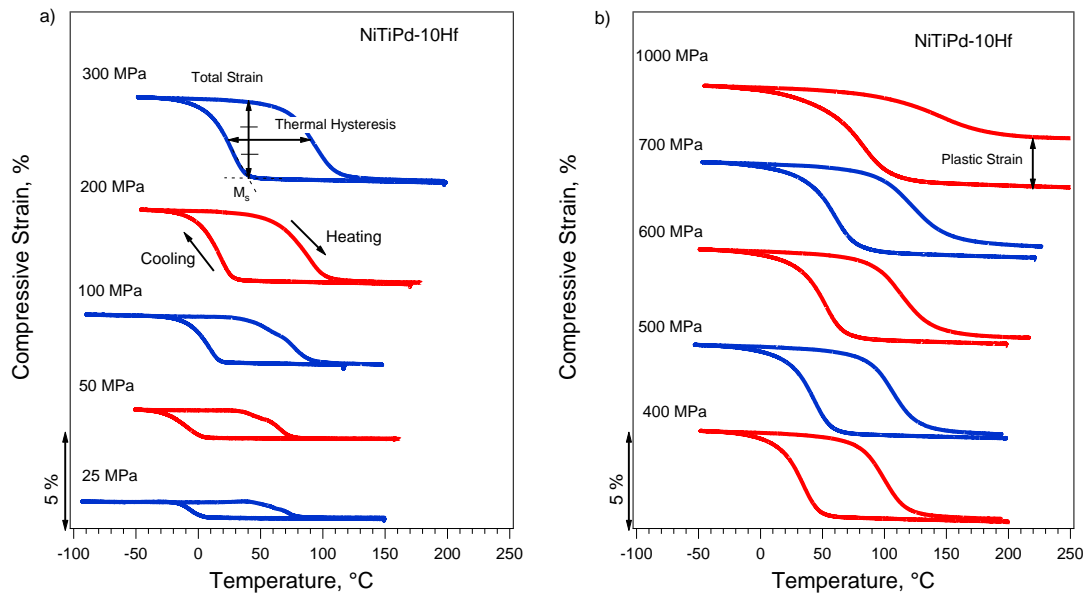 a)
NiTiPd-10Hf
300 MPa
Total Strain
Thermal Hysteresis
Ms
200 MPa
Heating
Cooling
100 MPa
50 MPa
25 MPa
5 %
Compressive Strain, %
-100 -50 0 50 100 150 200 250
Temperature, °C
b)
NiTiPd-10Hf
1000 MPa
Plastic Strain
700 MPa
600 MPa
500 MPa
400 MPa
5 %
Compressive Strain, %
-100 -50 0 50 100 150 200 250
Temperature, °C